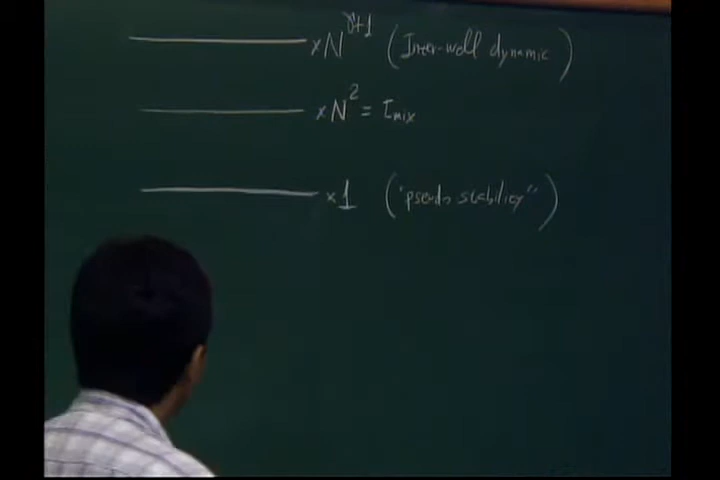 × N^{γ+1} (Inter-well dynamic)
× N^2 = T_mix
× 1 ("pseudo stability")